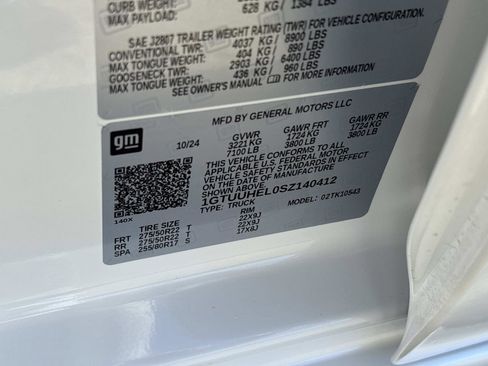 CURB WEIGHT: 628 KG / 1384 LBS
MAX PAYLOAD:
SAE J2807 TRAILER WEIGHT RATING (TWR) FOR VEHICLE CONFIGURATION.
CONVENTIONAL TWR: 4037 KG / 8900 LBS
MAX TONGUE WEIGHT: 404 KG / 890 LBS
GOOSENECK TWR: 2903 KG / 6400 LBS
MAX TONGUE WEIGHT: 436 KG / 960 LBS
SEE OWNER'S MANUAL gm FOR MORE INFORMATION
MFD BY GENERAL MOTORS LLC
gm 10/24 GVWR GAWR FRT GAWR RR
3221 KG 1724 KG 1724 KG
7100 LB 3800 LB 3800 LB
THIS VEHICLE CONFORMS TO ALL
APPLICABLE U.S. FEDERAL MOTOR
VEHICLE SAFETY STANDARDS IN
EFFECT ON THE DATE OF
MANUFACTURE SHOWN ABOVE.
1GTUUHEL0SZ140412
TYPE: TRUCK 02TK10543
140X
TIRE SIZE RIM
FRT 275/50R22 T 22X9J
RR 275/50R22 T 22X9J
SPA 255/80R17 S 17X8J